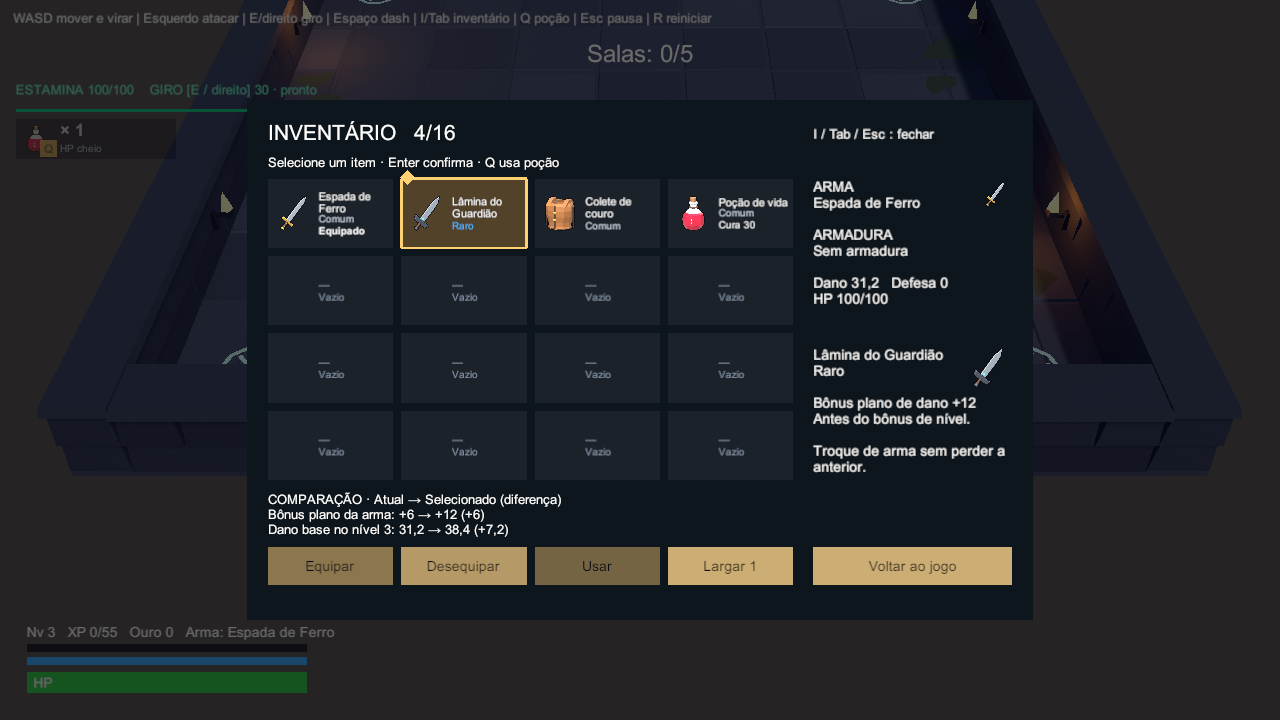 WASD mover e virar | Esquerdo atacar | E/direito giro | Espaço dash | I/Tab inventário | Q poção | Esc pausa | R reiniciar
Salas: 0/5
ESTAMINA 100/100 GIRO [E / direito] 30 · pronto
× 1
Q
HP cheio
INVENTÁRIO 4/16
I / Tab / Esc : fechar
Selecione um item · Enter confirma · Q usa poção
Espada de
Ferro
Comum
Equipado
Lâmina do
Guardião
Raro
Colete de
couro
Comum
Poção de vida
Comum
Cura 30
—
Vazio
—
Vazio
—
Vazio
—
Vazio
—
Vazio
—
Vazio
—
Vazio
—
Vazio
—
Vazio
—
Vazio
—
Vazio
—
Vazio
ARMA
Espada de Ferro
ARMADURA
Sem armadura
Dano 31,2 Defesa 0
HP 100/100
Lâmina do Guardião
Raro
Bônus plano de dano +12
Antes do bônus de nível.
Troque de arma sem perder a
anterior.
COMPARAÇÃO · Atual → Selecionado (diferença)
Bônus plano da arma: +6 → +12 (+6)
Dano base no nível 3: 31,2 → 38,4 (+7,2)
Equipar
Desequipar
Usar
Largar 1
Voltar ao jogo
Nv 3 XP 0/55 Ouro 0 Arma: Espada de Ferro
HP